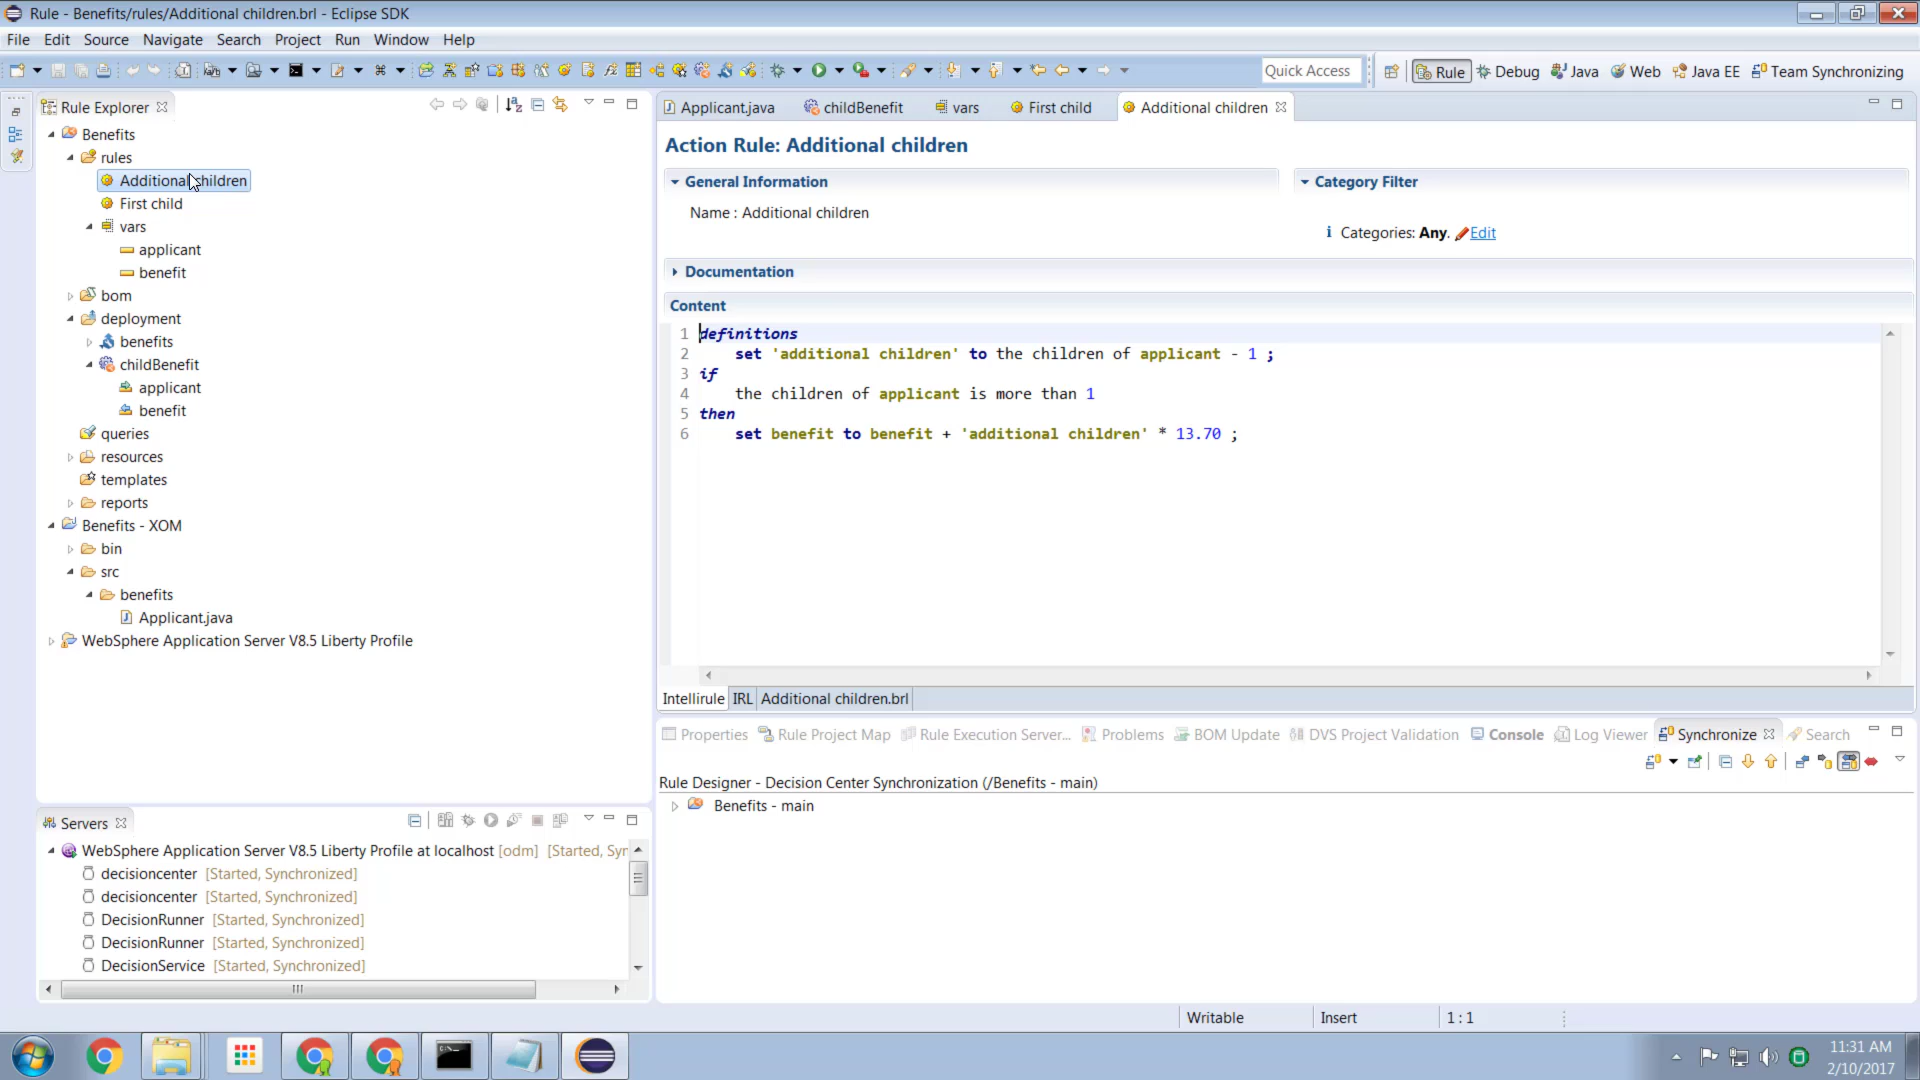 Rule - Benefits/rules/Additional children.brl - Eclipse SDK
File Edit Source Navigate Search Project Run Window Help
Quick Access Rule Debug Java Web Java EE Team Synchronizing
Rule Explorer
Benefits
rules
Additional children
First child
vars
applicant
benefit
bom
deployment
benefits
childBenefit
applicant
benefit
queries
resources
templates
reports
Benefits - XOM
bin
src
benefits
Applicant.java
WebSphere Application Server V8.5 Liberty Profile
Servers
WebSphere Application Server V8.5 Liberty Profile at localhost [odm] [Started, Syr
decisioncenter [Started, Synchronized]
decisioncenter [Started, Synchronized]
DecisionRunner [Started, Synchronized]
DecisionRunner [Started, Synchronized]
DecisionService [Started, Synchronized]
Applicant.java childBenefit vars First child Additional children
Action Rule: Additional children
General Information
Name : Additional children
Category Filter
Categories: Any. Edit
Documentation
Content
1 definitions
2 set 'additional children' to the children of applicant - 1 ;
3 if
4 the children of applicant is more than 1
5 then
6 set benefit to benefit + 'additional children' * 13.70 ;
Intellirule IRL Additional children.brl
Properties Rule Project Map Rule Execution Server... Problems BOM Update DVS Project Validation Console Log Viewer Synchronize Search
Rule Designer - Decision Center Synchronization (/Benefits - main)
Benefits - main
Writable Insert 1 : 1
11:31 AM
2/10/2017